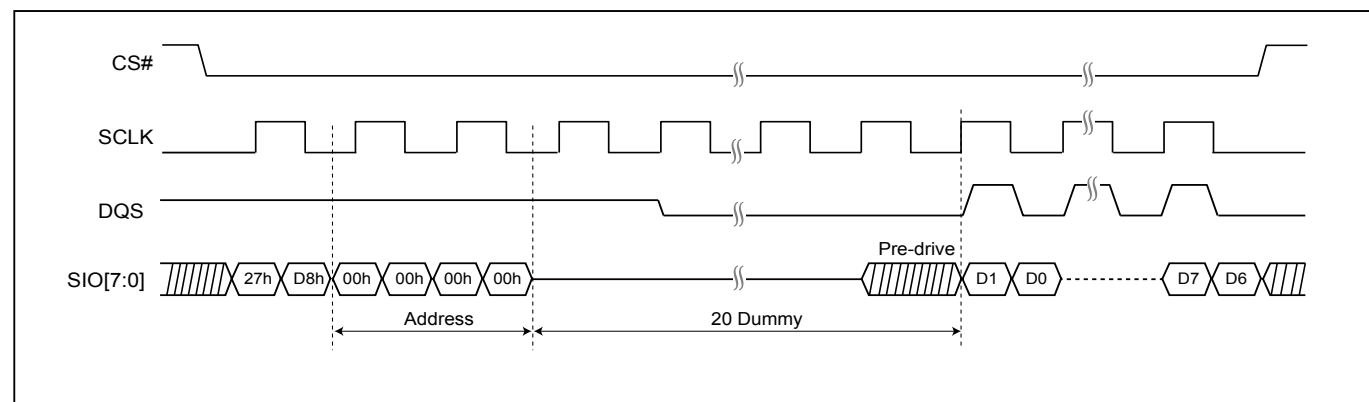 CS#
SCLK
DQS
Pre-drive
SIO[7:0] 27h D8h 00h 00h 00h 00h D1 D0 D7 D6
Address 20 Dummy